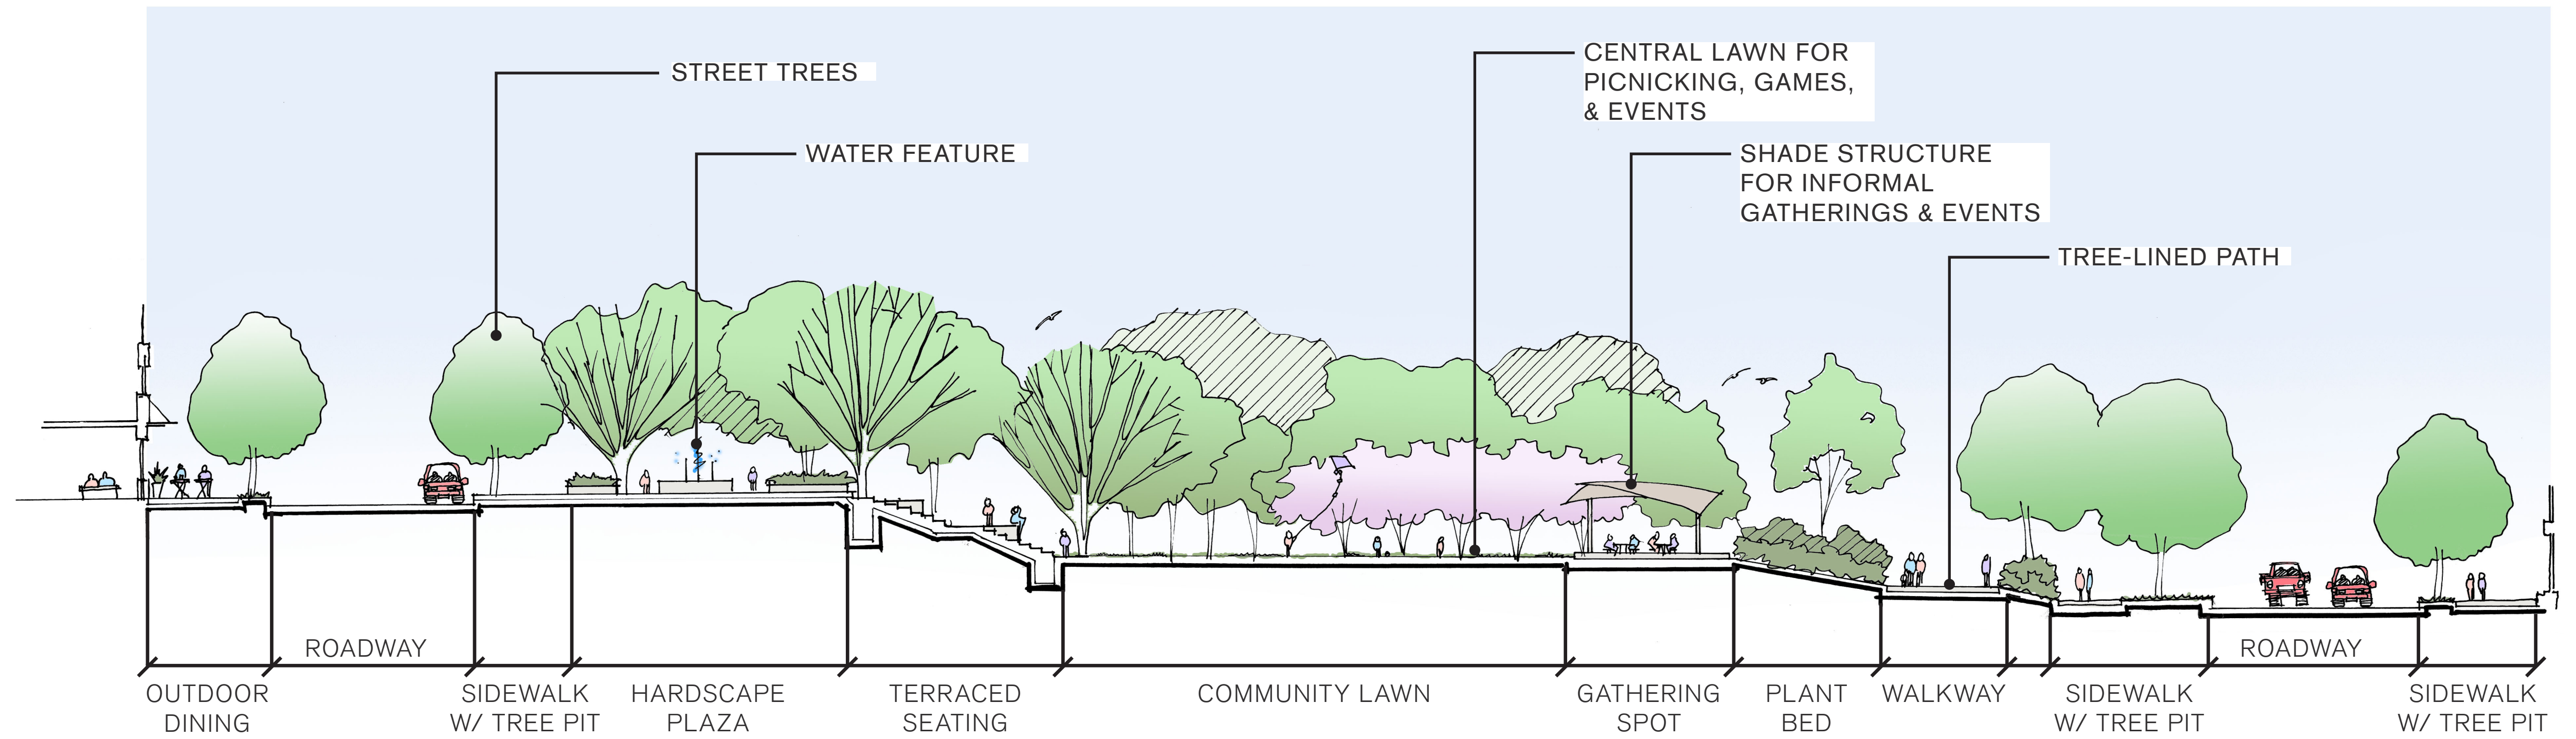 STREET TREES
WATER FEATURE
CENTRAL LAWN FOR
PICNICKING, GAMES,
& EVENTS
SHADE STRUCTURE
FOR INFORMAL
GATHERINGS & EVENTS
TREE-LINED PATH
OUTDOOR
DINING
ROADWAY
SIDEWALK
W/ TREE PIT
HARDSCAPE
PLAZA
TERRACED
SEATING
COMMUNITY LAWN
GATHERING
SPOT
PLANT
BED
WALKWAY
SIDEWALK
W/ TREE PIT
ROADWAY
SIDEWALK
W/ TREE PIT